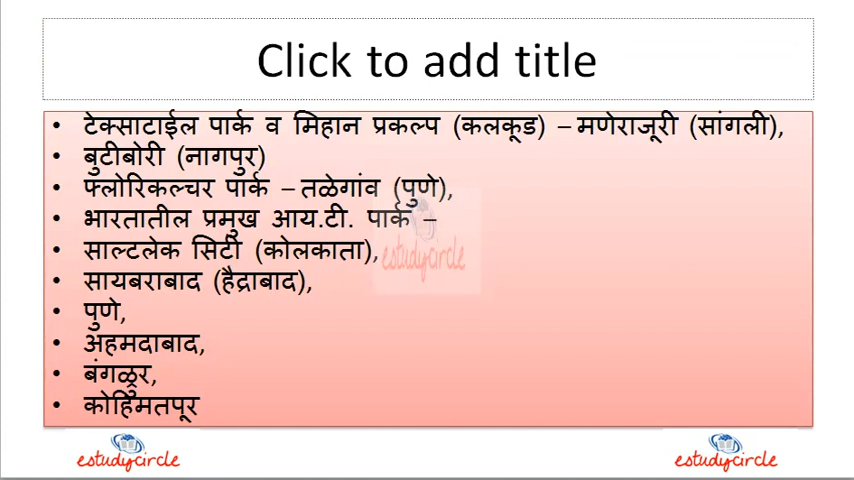 Click to add title
• टेक्साटाईल पार्क व मिहान प्रकल्प (कलकूड) – मणेराजूरी (सांगली),
• बुटीबोरी (नागपुर)
• फ्लोरिकल्चर पार्क – तळेगांव (पुणे),
• भारतातील प्रमुख आय.टी. पार्क –
• साल्टलेक सिटी (कोलकाता),
• सायबराबाद (हैद्राबाद),
• पुणे,
• अहमदाबाद,
• बंगळुर,
• कोहिमतपूर
estudycircle
estudycircle
estudycircle